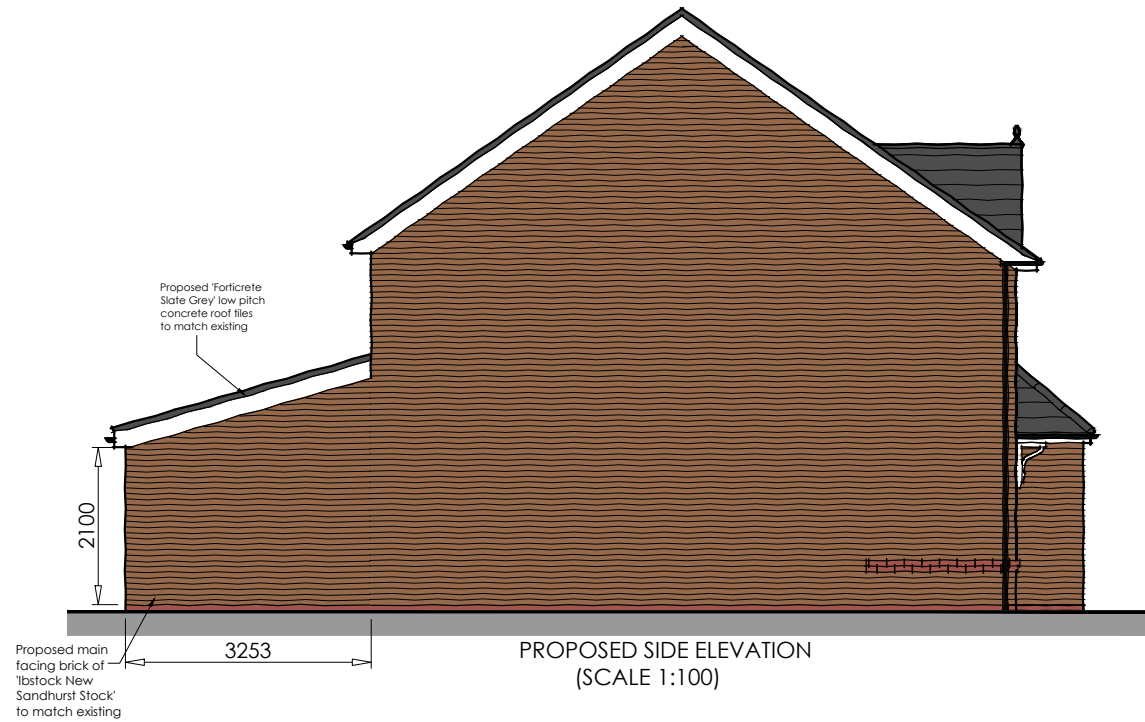 Proposed 'Forticrete
Slate Grey' low pitch
concrete roof tiles
to match existing
2100
3253
Proposed main
facing brick of
'Ibstock New
Sandhurst Stock'
to match existing
PROPOSED SIDE ELEVATION
(SCALE 1:100)